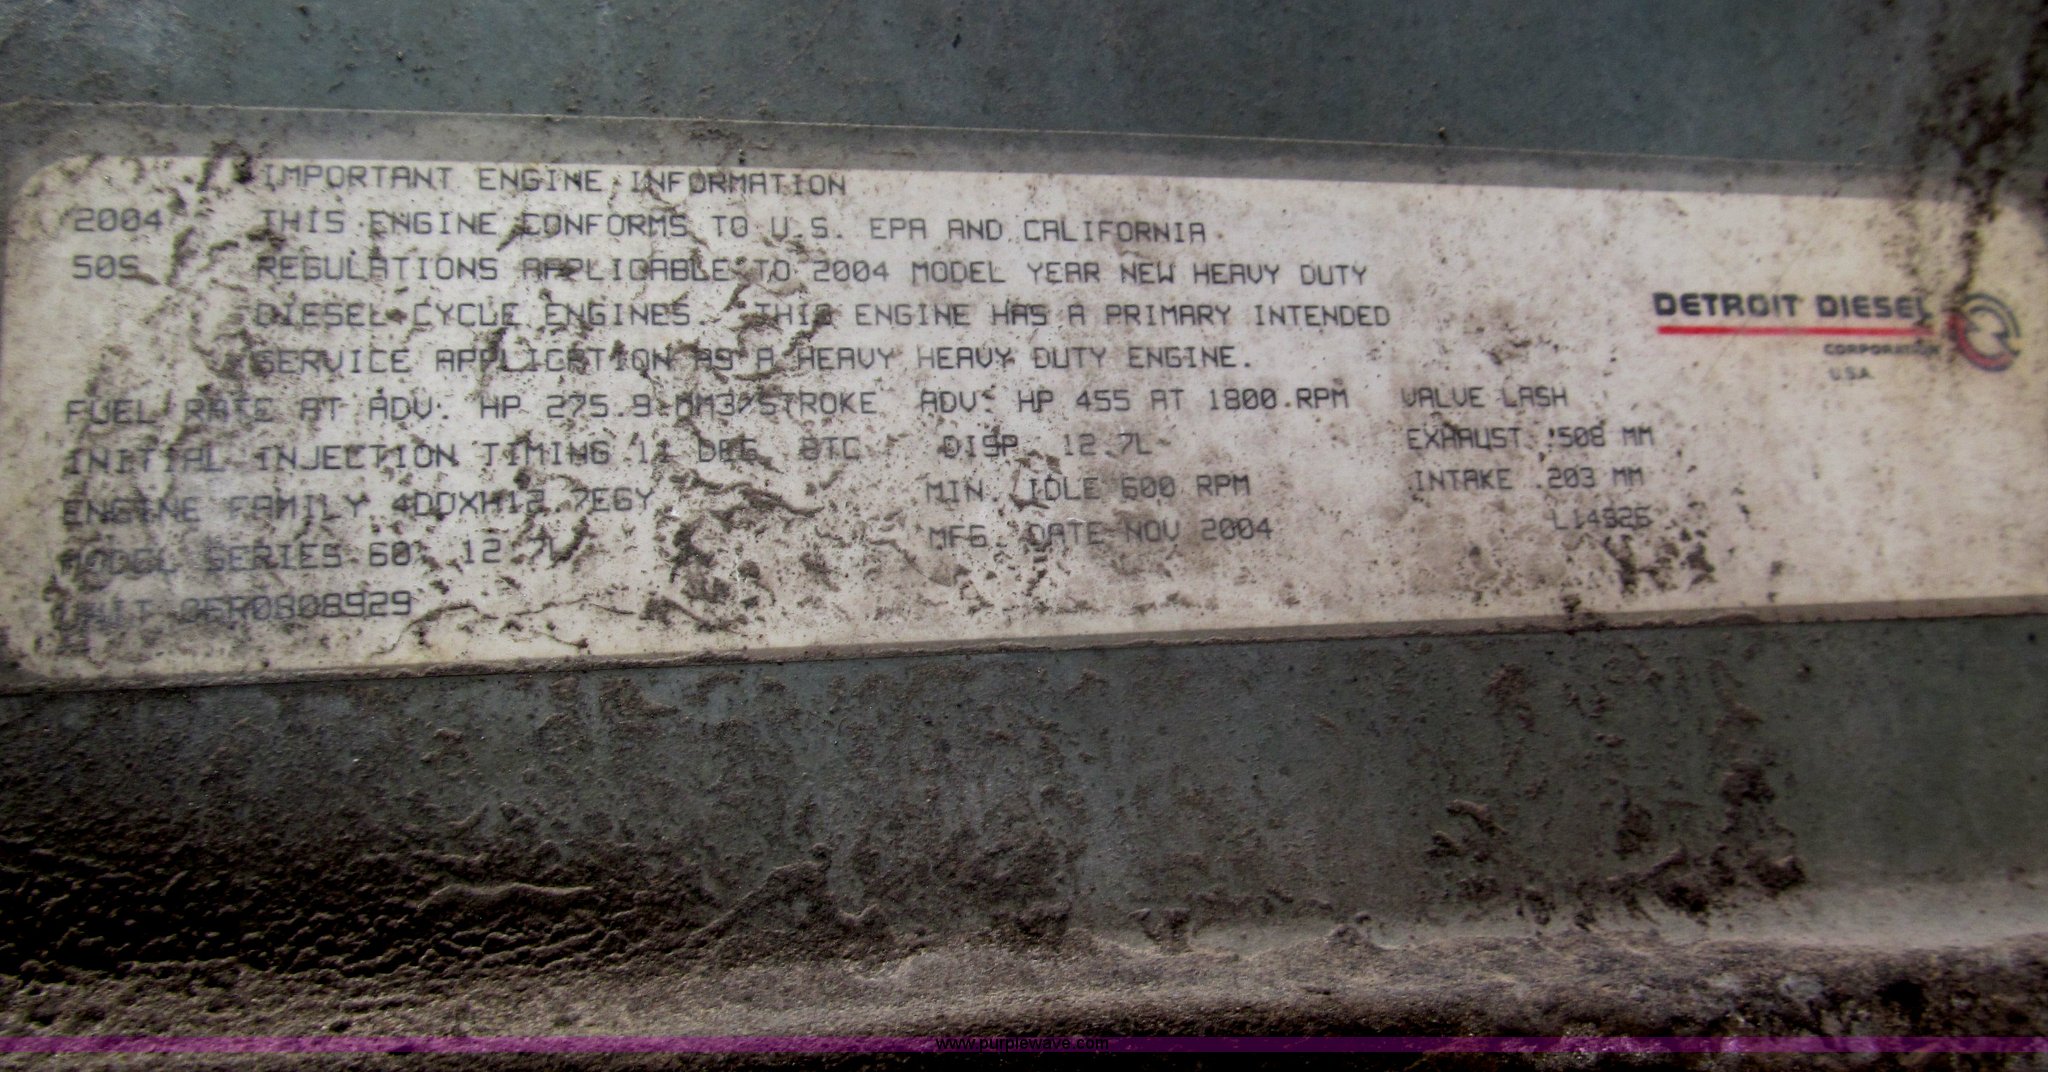 IMPORTANT ENGINE INFORMATION
2004 THIS ENGINE CONFORMS TO U.S. EPA AND CALIFORNIA
50S REGULATIONS APPLICABLE TO 2004 MODEL YEAR NEW HEAVY DUTY
DIESEL CYCLE ENGINES. THIS ENGINE HAS A PRIMARY INTENDED
SERVICE APPLICATION AS A HEAVY HEAVY DUTY ENGINE.
DETROIT DIESEL
CORPORATION
U.S.A.
FUEL RATE AT ADV. HP 275.9 MM3/STROKE ADV. HP 455 AT 1800 RPM VALVE LASH
INITIAL INJECTION TIMING 11 DEG BTC DISP. 12.7L EXHAUST .508 MM
ENGINE FAMILY 4DDXH12.7EGY MIN. IDLE 600 RPM INTAKE .203 MM
MODEL SERIES 60 12.7L MFG. DATE NOV 2004
UNIT 06R0808929
www.purplewave.com